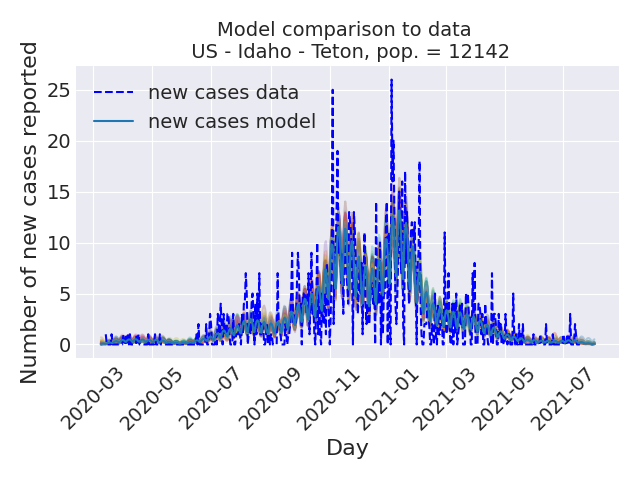 Model comparison to data
US - Idaho - Teton, pop. = 12142
Number of new cases reported
25
20
15
10
5
0
new cases data
new cases model
2020-03
2020-05
2020-07
2020-09
2020-11
2021-01
2021-03
2021-05
2021-07
Day